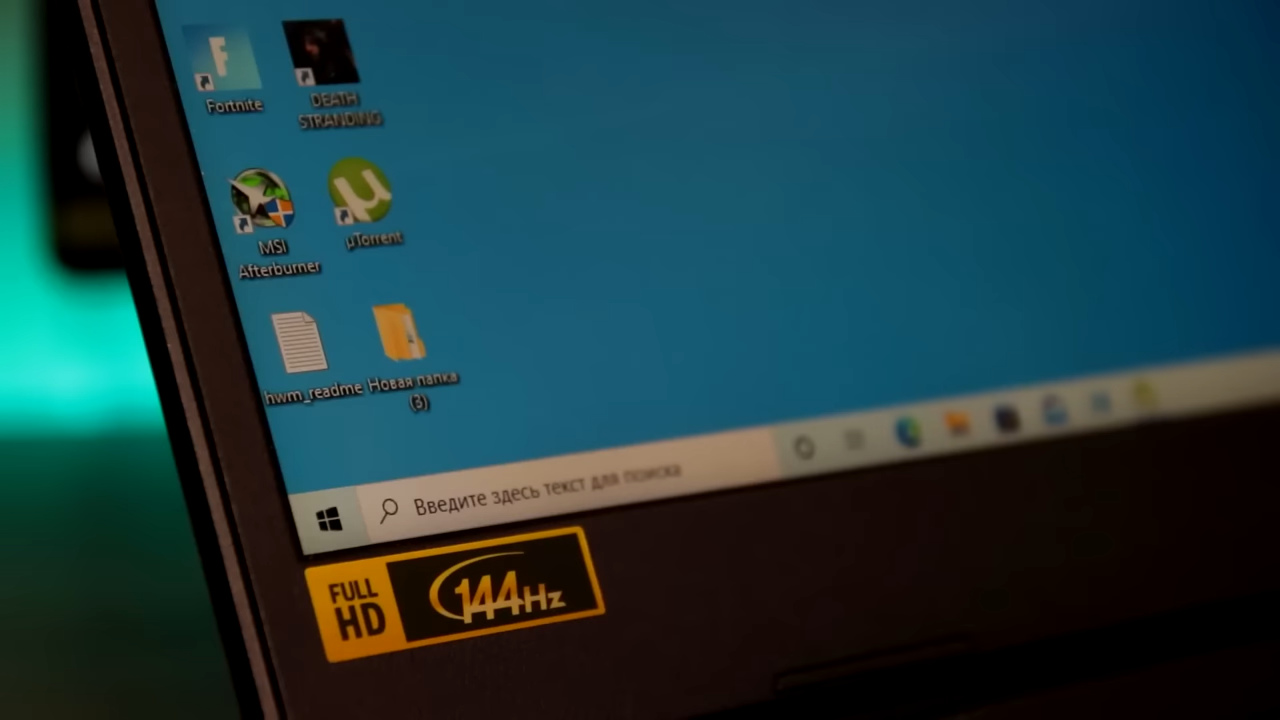 Fortnite
DEATH
STRANDING
MSI
Afterburner
µTorrent
hwm_readme
Новая папка
(3)
Введите здесь текст для поиска
FULL
HD
144Hz